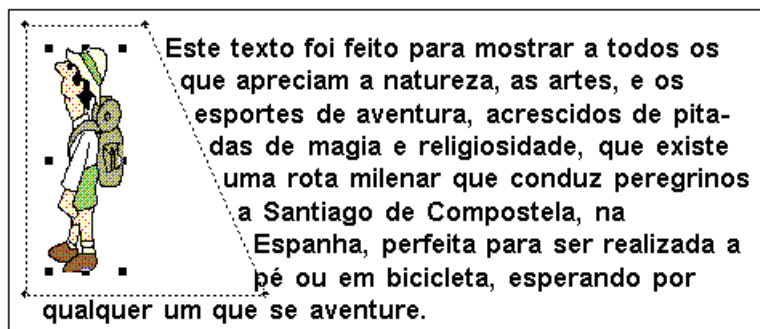 Este texto foi feito para mostrar a todos os
que apreciam a natureza, as artes, e os
esportes de aventura, acrescidos de pita-
das de magia e religiosidade, que existe
uma rota milenar que conduz peregrinos
a Santiago de Compostela, na
Espanha, perfeita para ser realizada a
pé ou em bicicleta, esperando por
qualquer um que se aventure.